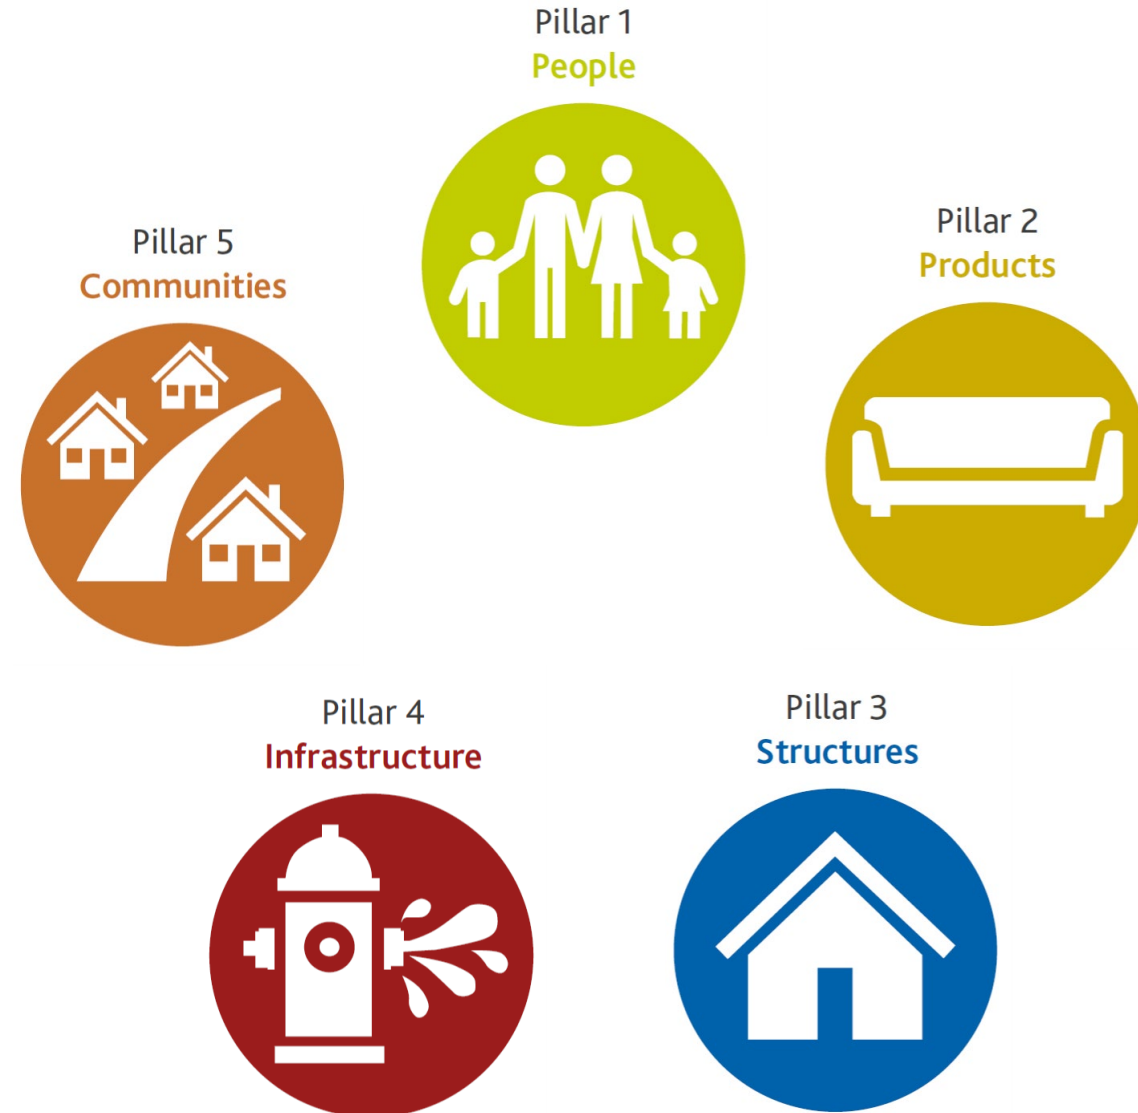 Pillar 1
People
Pillar 2
Products
Pillar 3
Structures
Pillar 4
Infrastructure
Pillar 5
Communities